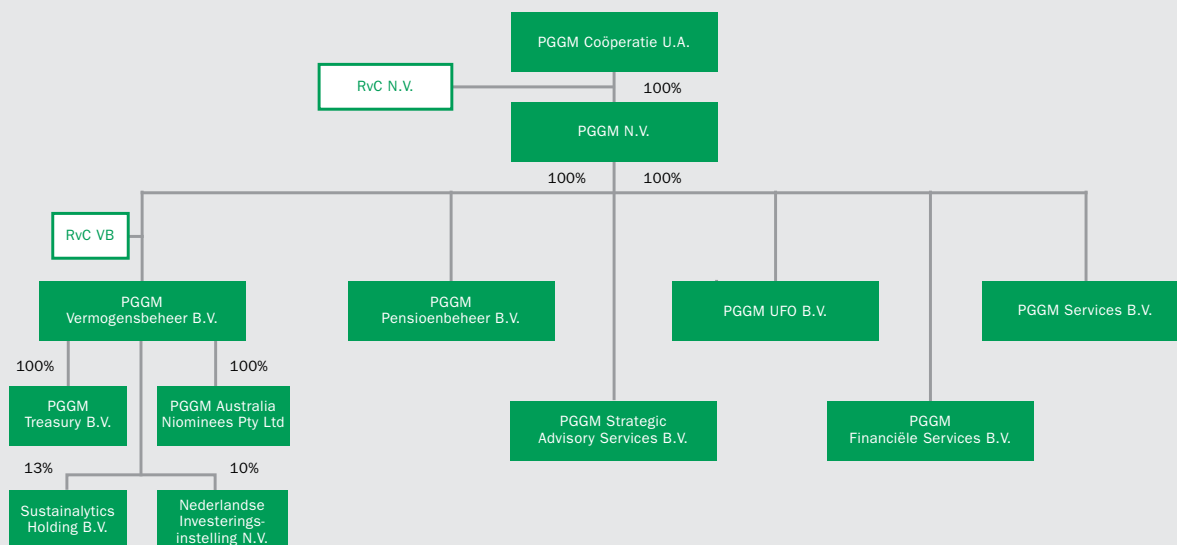 PGGM Coöperatie U.A.
RvC N.V.
100%
PGGM N.V.
100%
100%
RvC VB
PGGM
Vermogensbeheer B.V.
PGGM
Pensioenbeheer B.V.
PGGM UFO B.V.
PGGM Services B.V.
100%
100%
PGGM
Treasury B.V.
PGGM Australia
Niominees Pty Ltd
PGGM Strategic
Advisory Services B.V.
PGGM
Financiële Services B.V.
13%
10%
Sustainalytics
Holding B.V.
Nederlandse
Investerings-
instelling N.V.